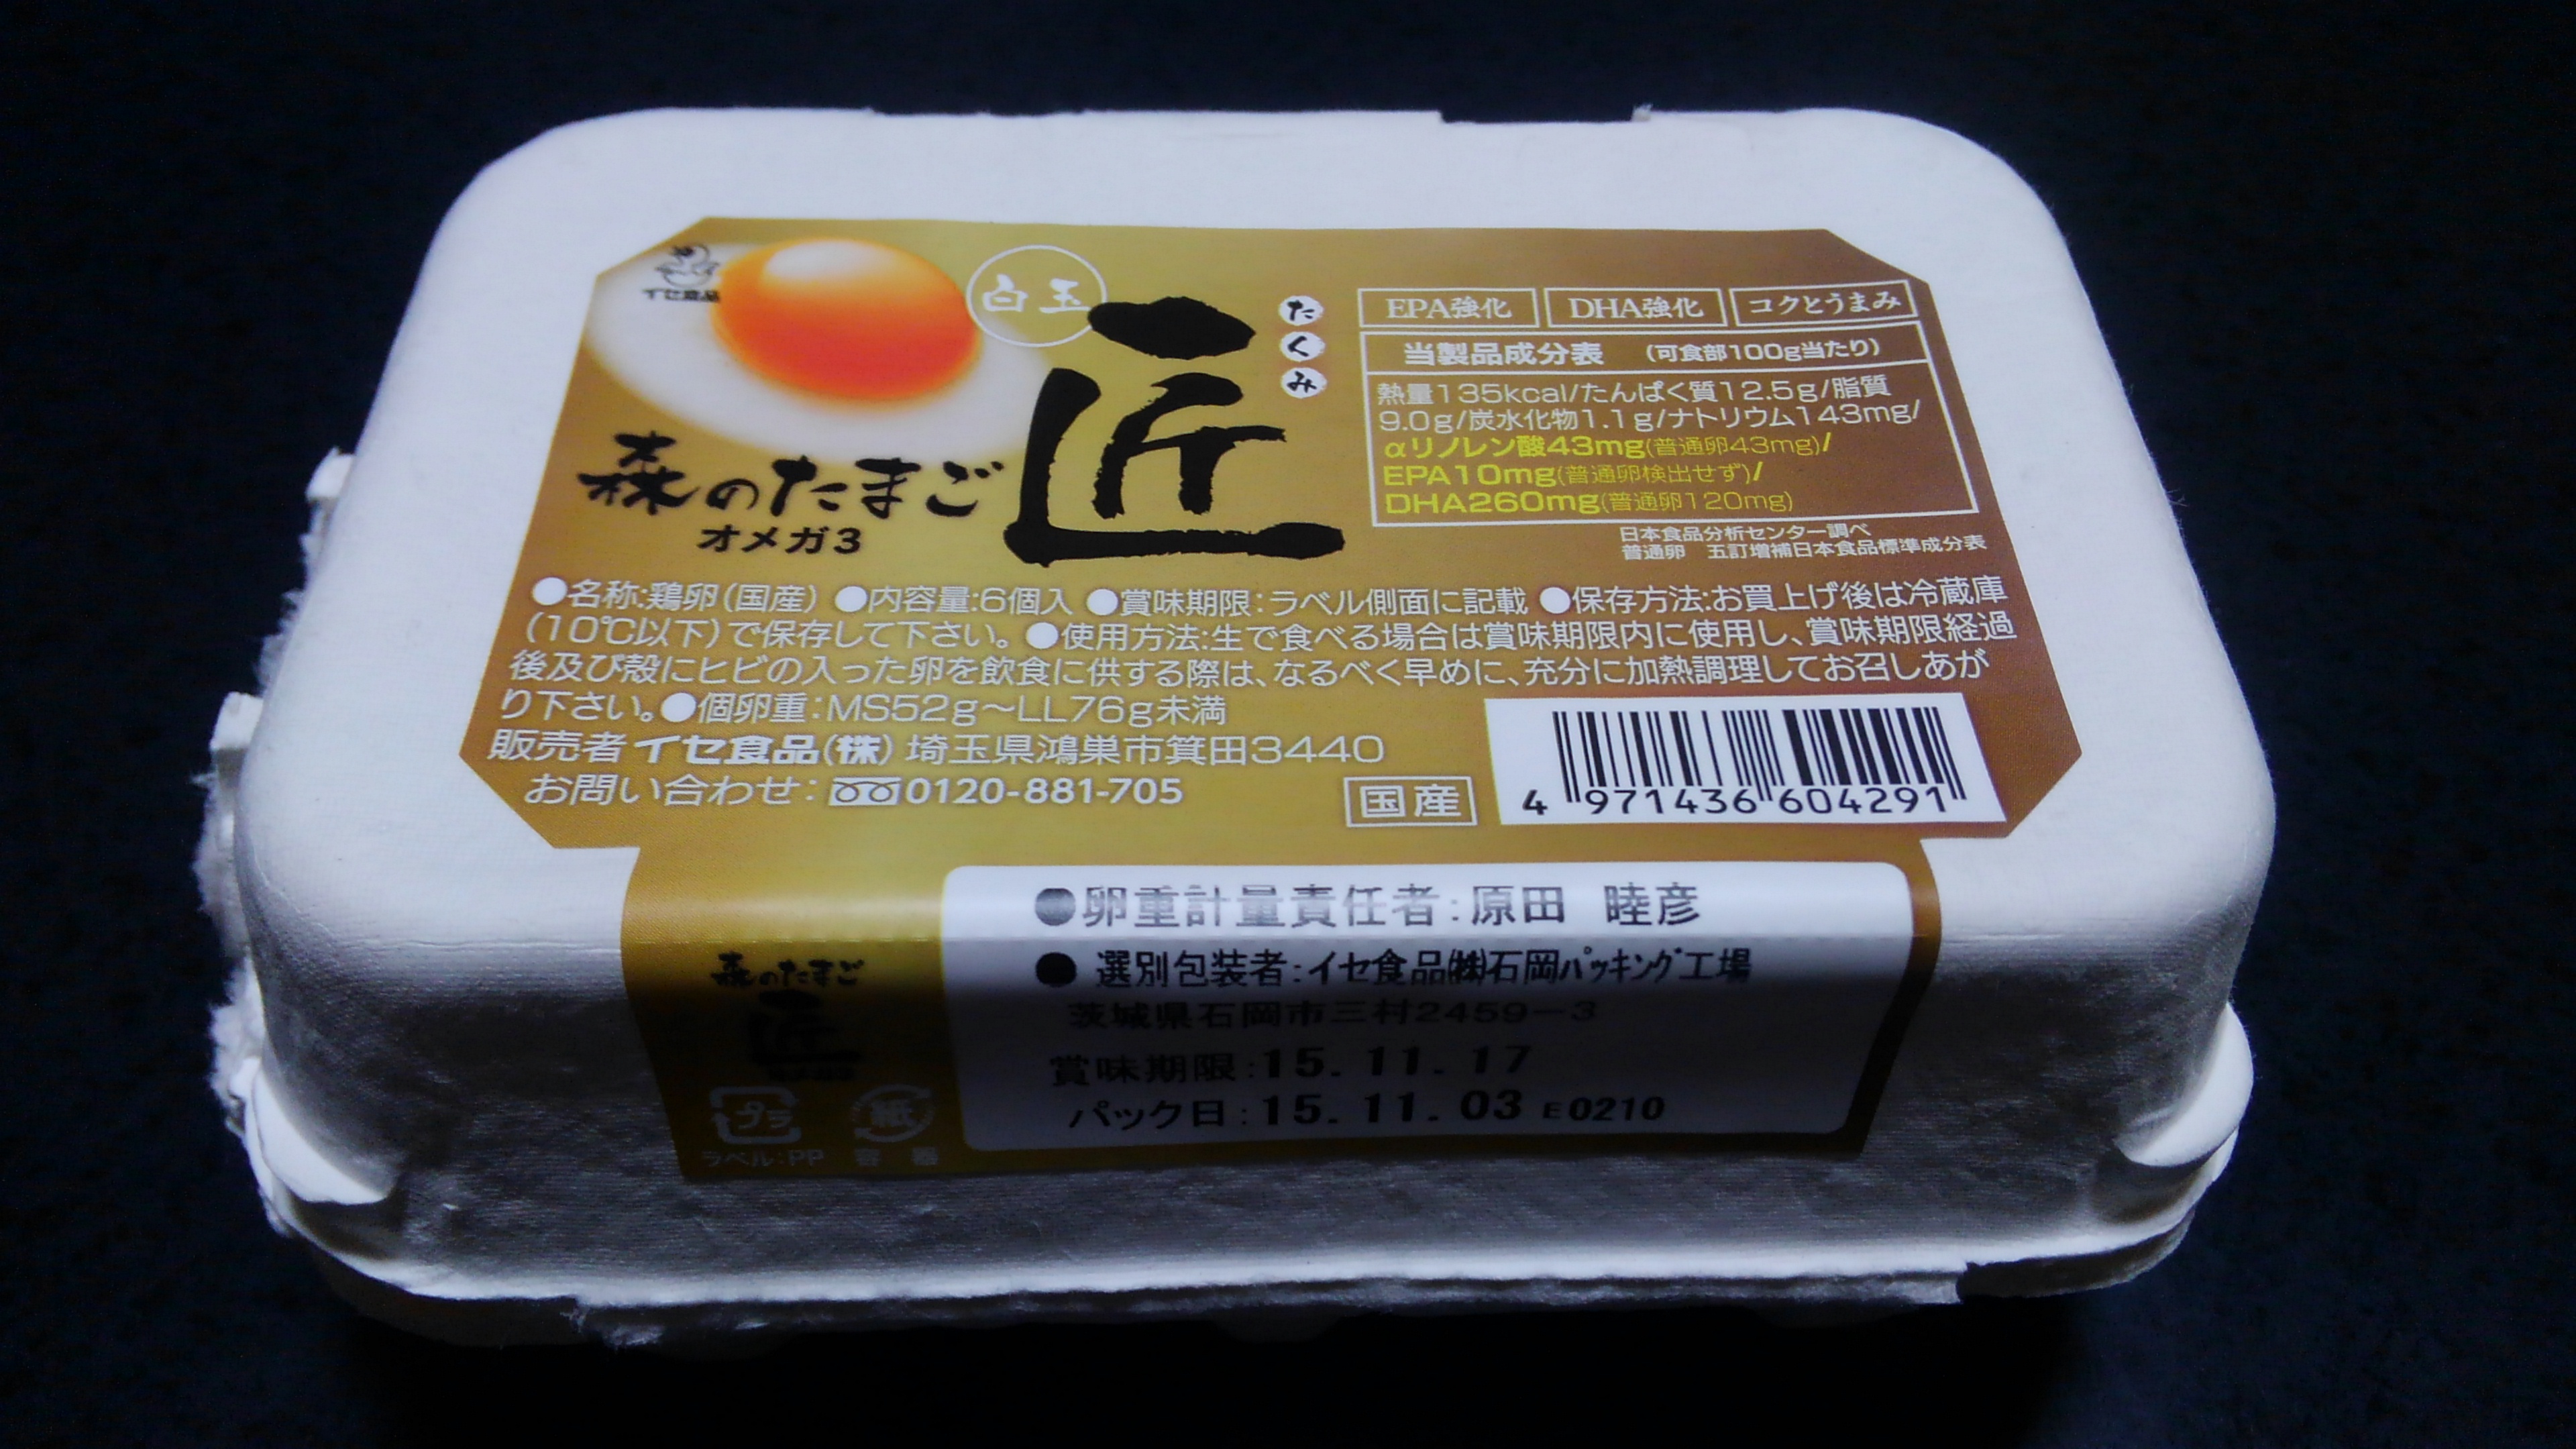 イセ食品
白玉
匠
たくみ
森のたまご
オメガ3
EPA強化
DHA強化
コクとうまみ
当製品成分表 (可食部100g当たり)
熱量135kcal/たんぱく質12.5g/脂質
9.0g/炭水化物1.1g/ナトリウム143mg/
αリノレン酸43mg(普通卵43mg)/
EPA10mg(普通卵検出せず)/
DHA260mg(普通卵120mg)
日本食品分析センター調べ
普通卵 五訂増補日本食品標準成分表
●名称:鶏卵(国産) ●内容量:6個入 ●賞味期限:ラベル側面に記載 ●保存方法:お買上げ後は冷蔵庫
(10℃以下)で保存して下さい。●使用方法:生で食べる場合は賞味期限内に使用し、賞味期限経過
後及び殻にヒビの入った卵を飲食に供する際は、なるべく早めに、充分に加熱調理してお召しあが
り下さい。●個卵重:MS52g〜LL76g未満
販売者 イセ食品(株) 埼玉県鴻巣市箕田3440
お問い合わせ: 0120-881-705
国産
4 971436 604291
●卵重計量責任者:原田 睦彦
●選別包装者:イセ食品㈱石岡パッキング工場
茨城県石岡市三村2459-3
賞味期限:15. 11. 17
パック日:15. 11. 03 E0210
森のたまご
匠
プラ
ラベル:PP
紙
容器